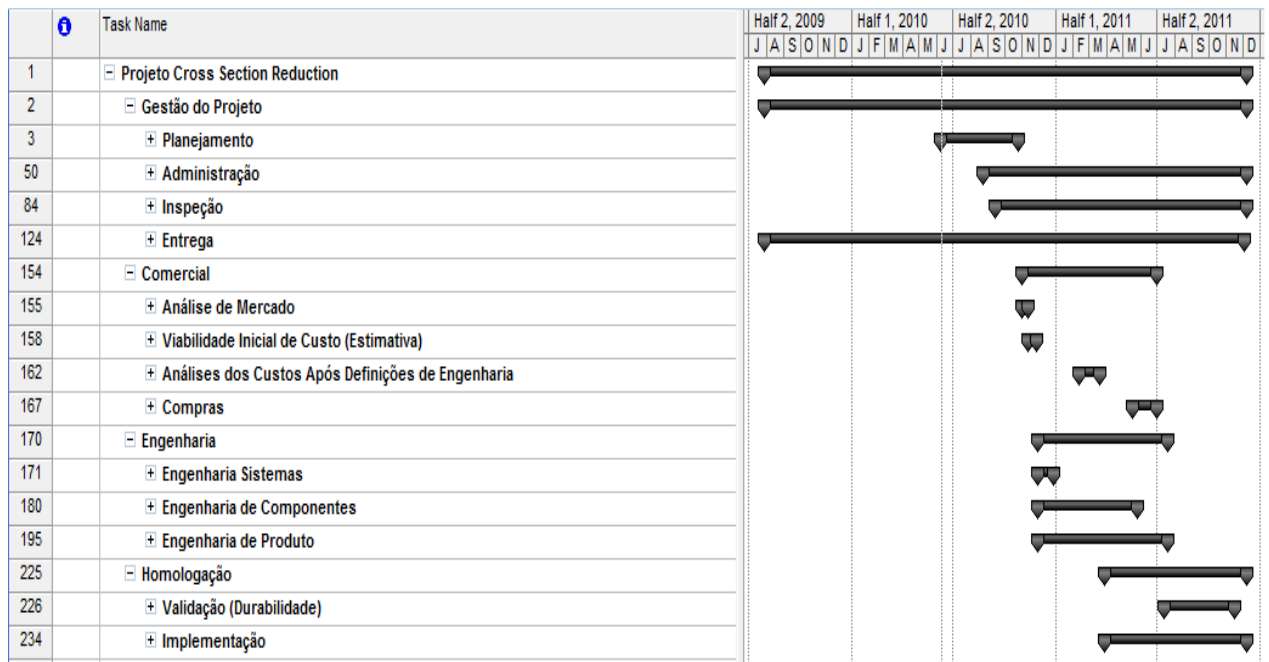 Task Name
Half 2, 2009 Half 1, 2010 Half 2, 2010 Half 1, 2011 Half 2, 2011
J A S O N D J F M A M J J A S O N D J F M A M J J A S O N D
1 Projeto Cross Section Reduction
2 Gestão do Projeto
3 Planejamento
50 Administração
84 Inspeção
124 Entrega
154 Comercial
155 Análise de Mercado
158 Viabilidade Inicial de Custo (Estimativa)
162 Análises dos Custos Após Definições de Engenharia
167 Compras
170 Engenharia
171 Engenharia Sistemas
180 Engenharia de Componentes
195 Engenharia de Produto
225 Homologação
226 Validação (Durabilidade)
234 Implementação